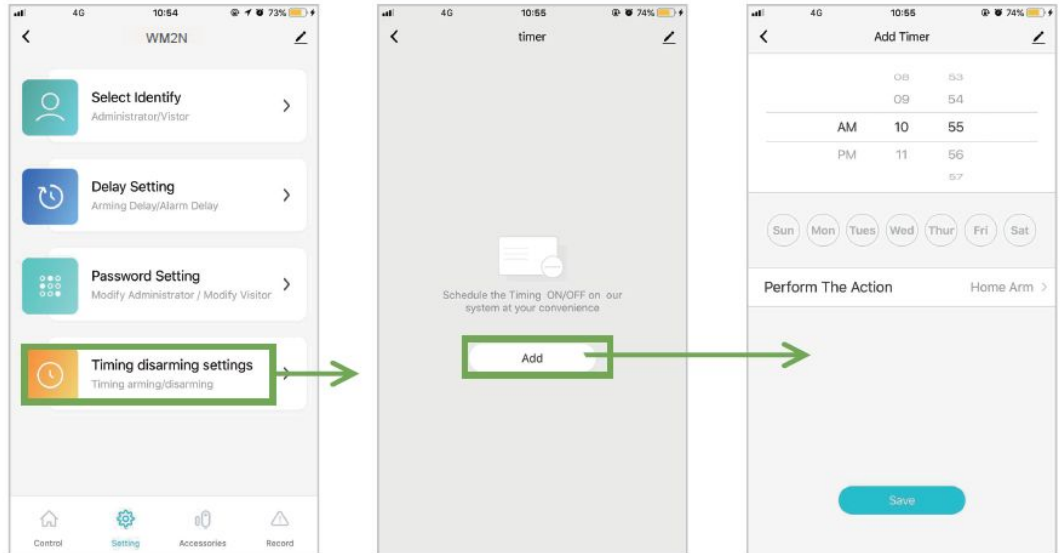 4G 10:54 73%
WM2N
Select Identify
Administrator/Vistor
Delay Setting
Arming Delay/Alarm Delay
Password Setting
Modify Administrator / Modify Visitor
Timing disarming settings
Timing arming/disarming
Control Setting Accessories Record
4G 10:55 74%
timer
Schedule the Timing ON/OFF on our
system at your convenience
Add
4G 10:55 74%
Add Timer
08 53
09 54
AM 10 55
PM 11 56
57
Sun Mon Tues Wed Thur Fri Sat
Perform The Action Home Arm
Save